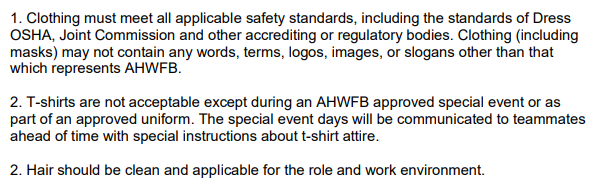 1. Clothing must meet all applicable safety standards, including the standards of Dress
OSHA, Joint Commission and other accrediting or regulatory bodies. Clothing (including
masks) may not contain any words, terms, logos, images, or slogans other than that
which represents AHWFB.
2. T-shirts are not acceptable except during an AHWFB approved special event or as
part of an approved uniform. The special event days will be communicated to teammates
ahead of time with special instructions about t-shirt attire.
2. Hair should be clean and applicable for the role and work environment.